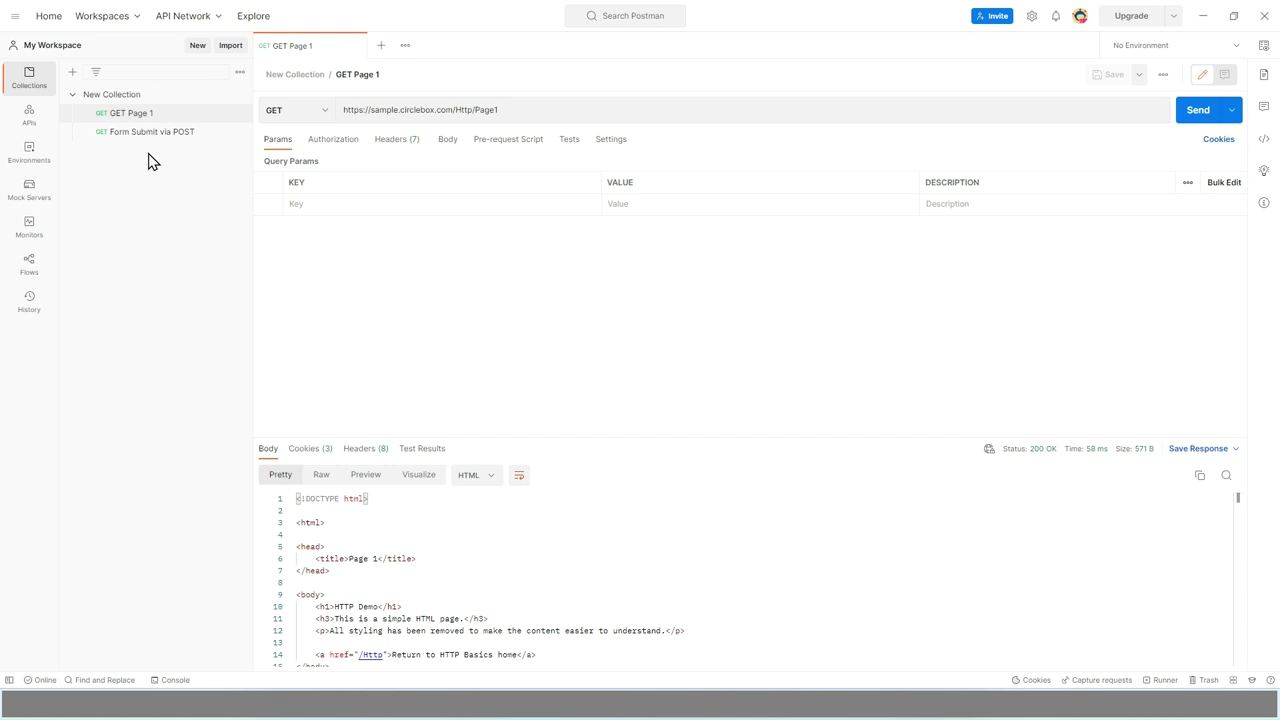 Home Workspaces API Network Explore Search Postman Invite Upgrade
My Workspace New Import GET GET Page 1 No Environment
Collections
APIs
Environments
Mock Servers
Monitors
Flows
History
New Collection
GET GET Page 1
GET Form Submit via POST
New Collection / GET Page 1 Save
GET https://sample.circlebox.com/Http/Page1 Send
Params Authorization Headers (7) Body Pre-request Script Tests Settings Cookies
Query Params
KEY VALUE DESCRIPTION Bulk Edit
Key Value Description
Body Cookies (3) Headers (8) Test Results Status: 200 OK Time: 58 ms Size: 571 B Save Response
Pretty Raw Preview Visualize HTML
1 <!DOCTYPE html>
2
3 <html>
4
5 <head>
6 <title>Page 1</title>
7 </head>
8
9 <body>
10 <h1>HTTP Demo</h1>
11 <h3>This is a simple HTML page.</h3>
12 <p>All styling has been removed to make the content easier to understand.</p>
13
14 <a href="/Http">Return to HTTP Basics home</a>
15 </body>
Online Find and Replace Console Cookies Capture requests Runner Trash